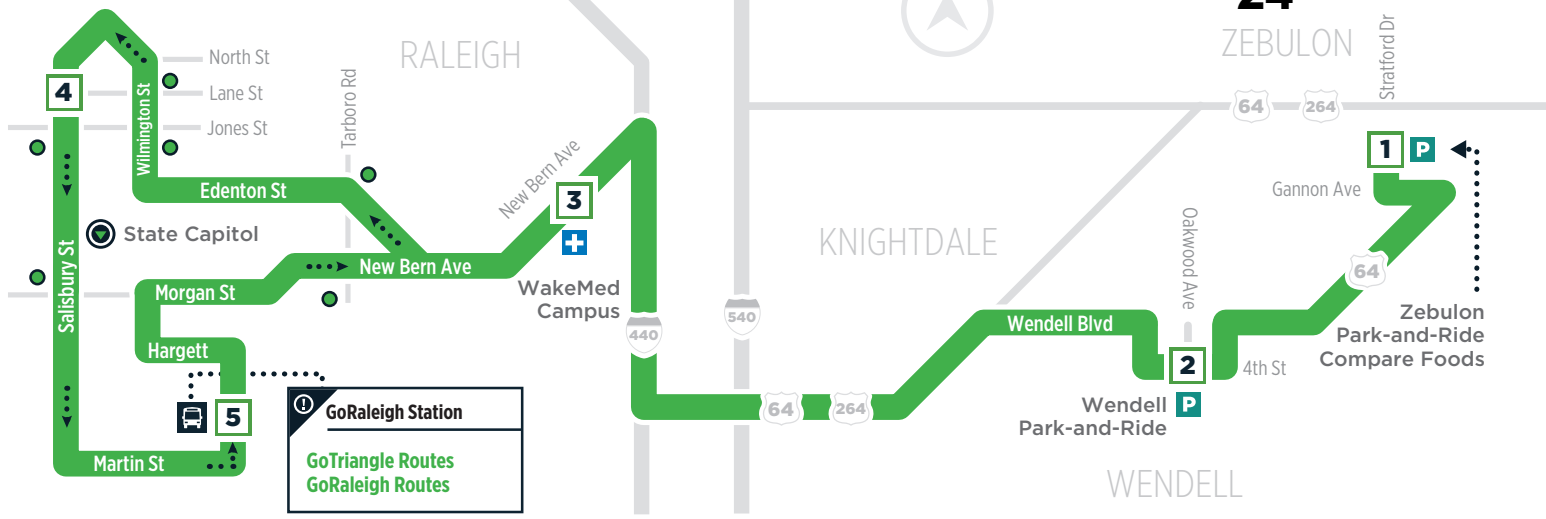 24
RALEIGH
ZEBULON
Stratford Dr
North St
4
Lane St
Jones St
Wilmington St
Tarboro Rd
64
264
1
P
Gannon Ave
Edenton St
New Bern Ave
3
State Capitol
KNIGHTDALE
Oakwood Ave
New Bern Ave
64
Morgan St
Salisbury St
WakeMed
Campus
440
540
Wendell Blvd
Zebulon
Park-and-Ride
Compare Foods
Hargett
2
4th St
5
GoRaleigh Station
64
264
Wendell
Park-and-Ride
P
Martin St
GoTriangle Routes
GoRaleigh Routes
WENDELL